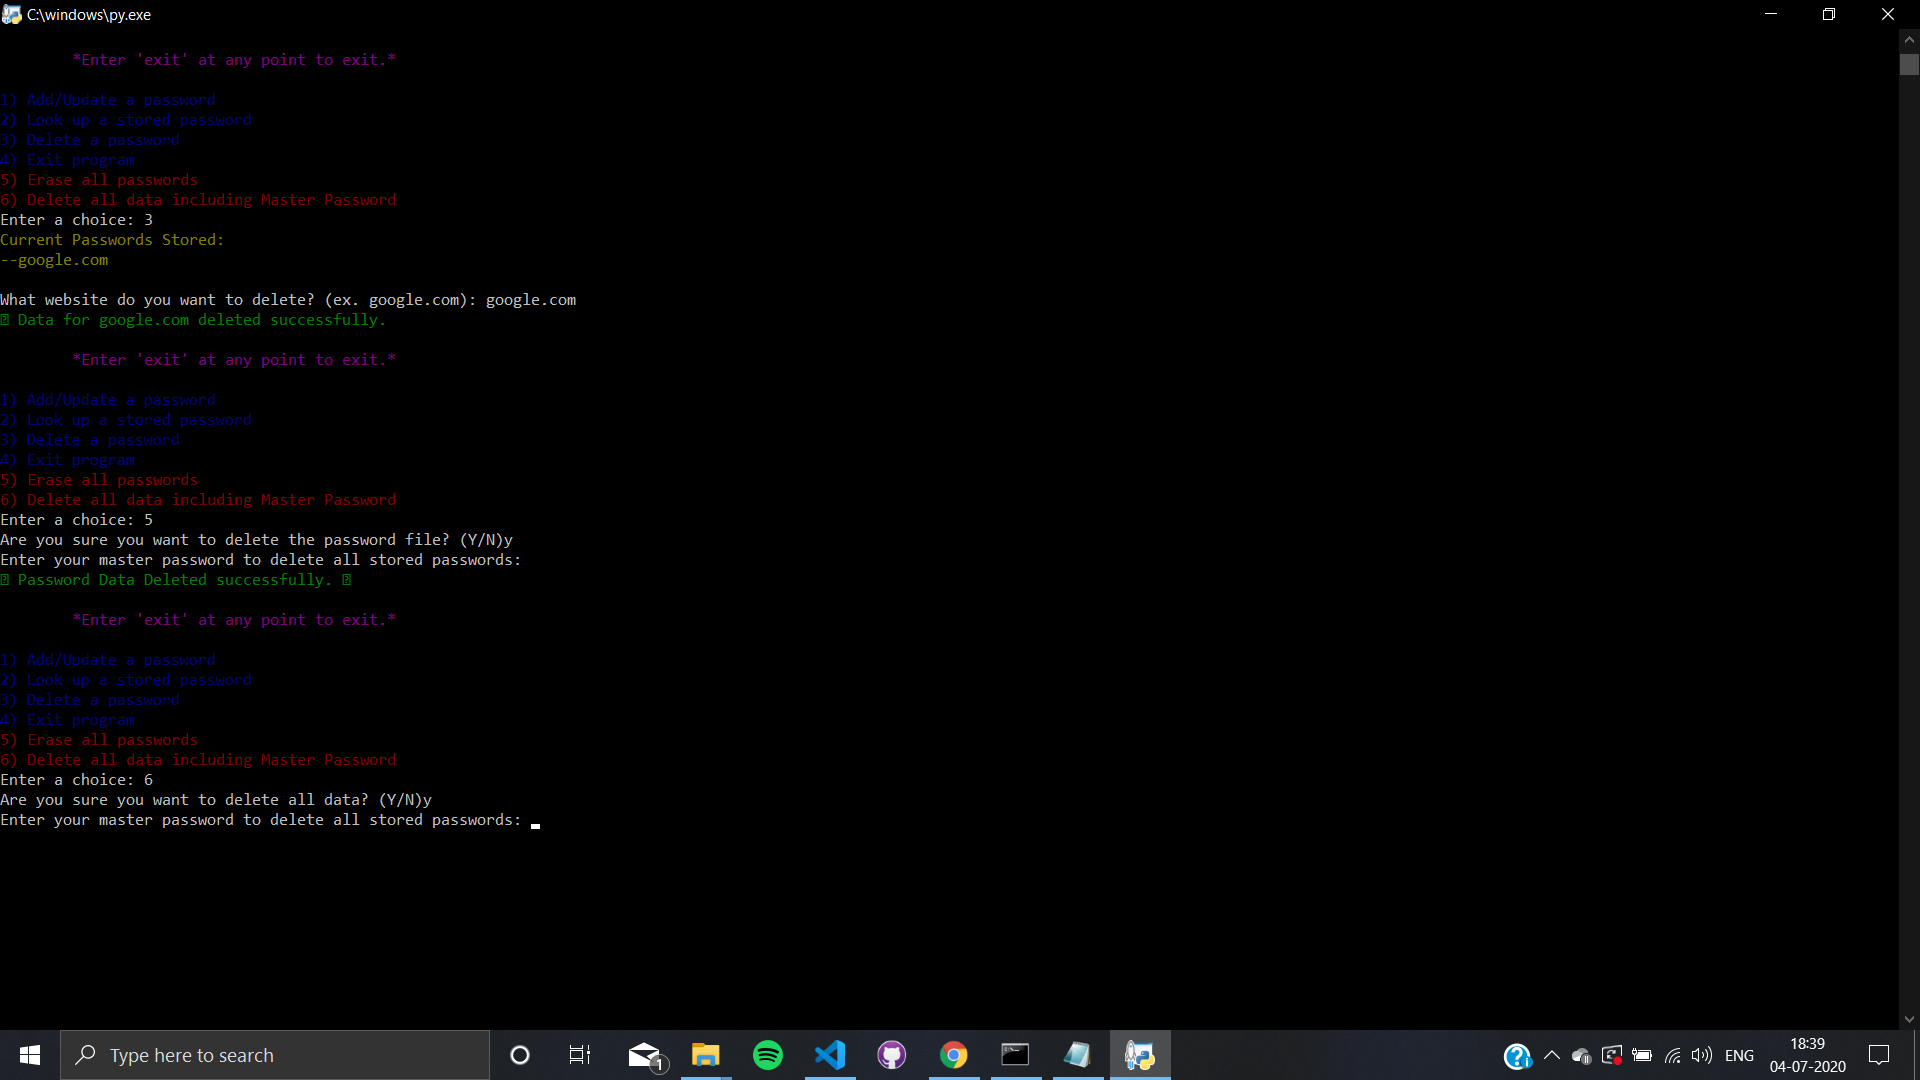 C:\windows\py.exe
*Enter 'exit' at any point to exit.*
1) Add/Update a password
2) Look up a stored password
3) Delete a password
4) Exit program
5) Erase all passwords
6) Delete all data including Master Password
Enter a choice: 3
Current Passwords Stored:
--google.com
What website do you want to delete? (ex. google.com): google.com
Data for google.com deleted successfully.
*Enter 'exit' at any point to exit.*
1) Add/Update a password
2) Look up a stored password
3) Delete a password
4) Exit program
5) Erase all passwords
6) Delete all data including Master Password
Enter a choice: 5
Are you sure you want to delete the password file? (Y/N)y
Enter your master password to delete all stored passwords:
Password Data Deleted successfully.
*Enter 'exit' at any point to exit.*
1) Add/Update a password
2) Look up a stored password
3) Delete a password
4) Exit program
5) Erase all passwords
6) Delete all data including Master Password
Enter a choice: 6
Are you sure you want to delete all data? (Y/N)y
Enter your master password to delete all stored passwords:
Type here to search
1
ENG
18:39
04-07-2020